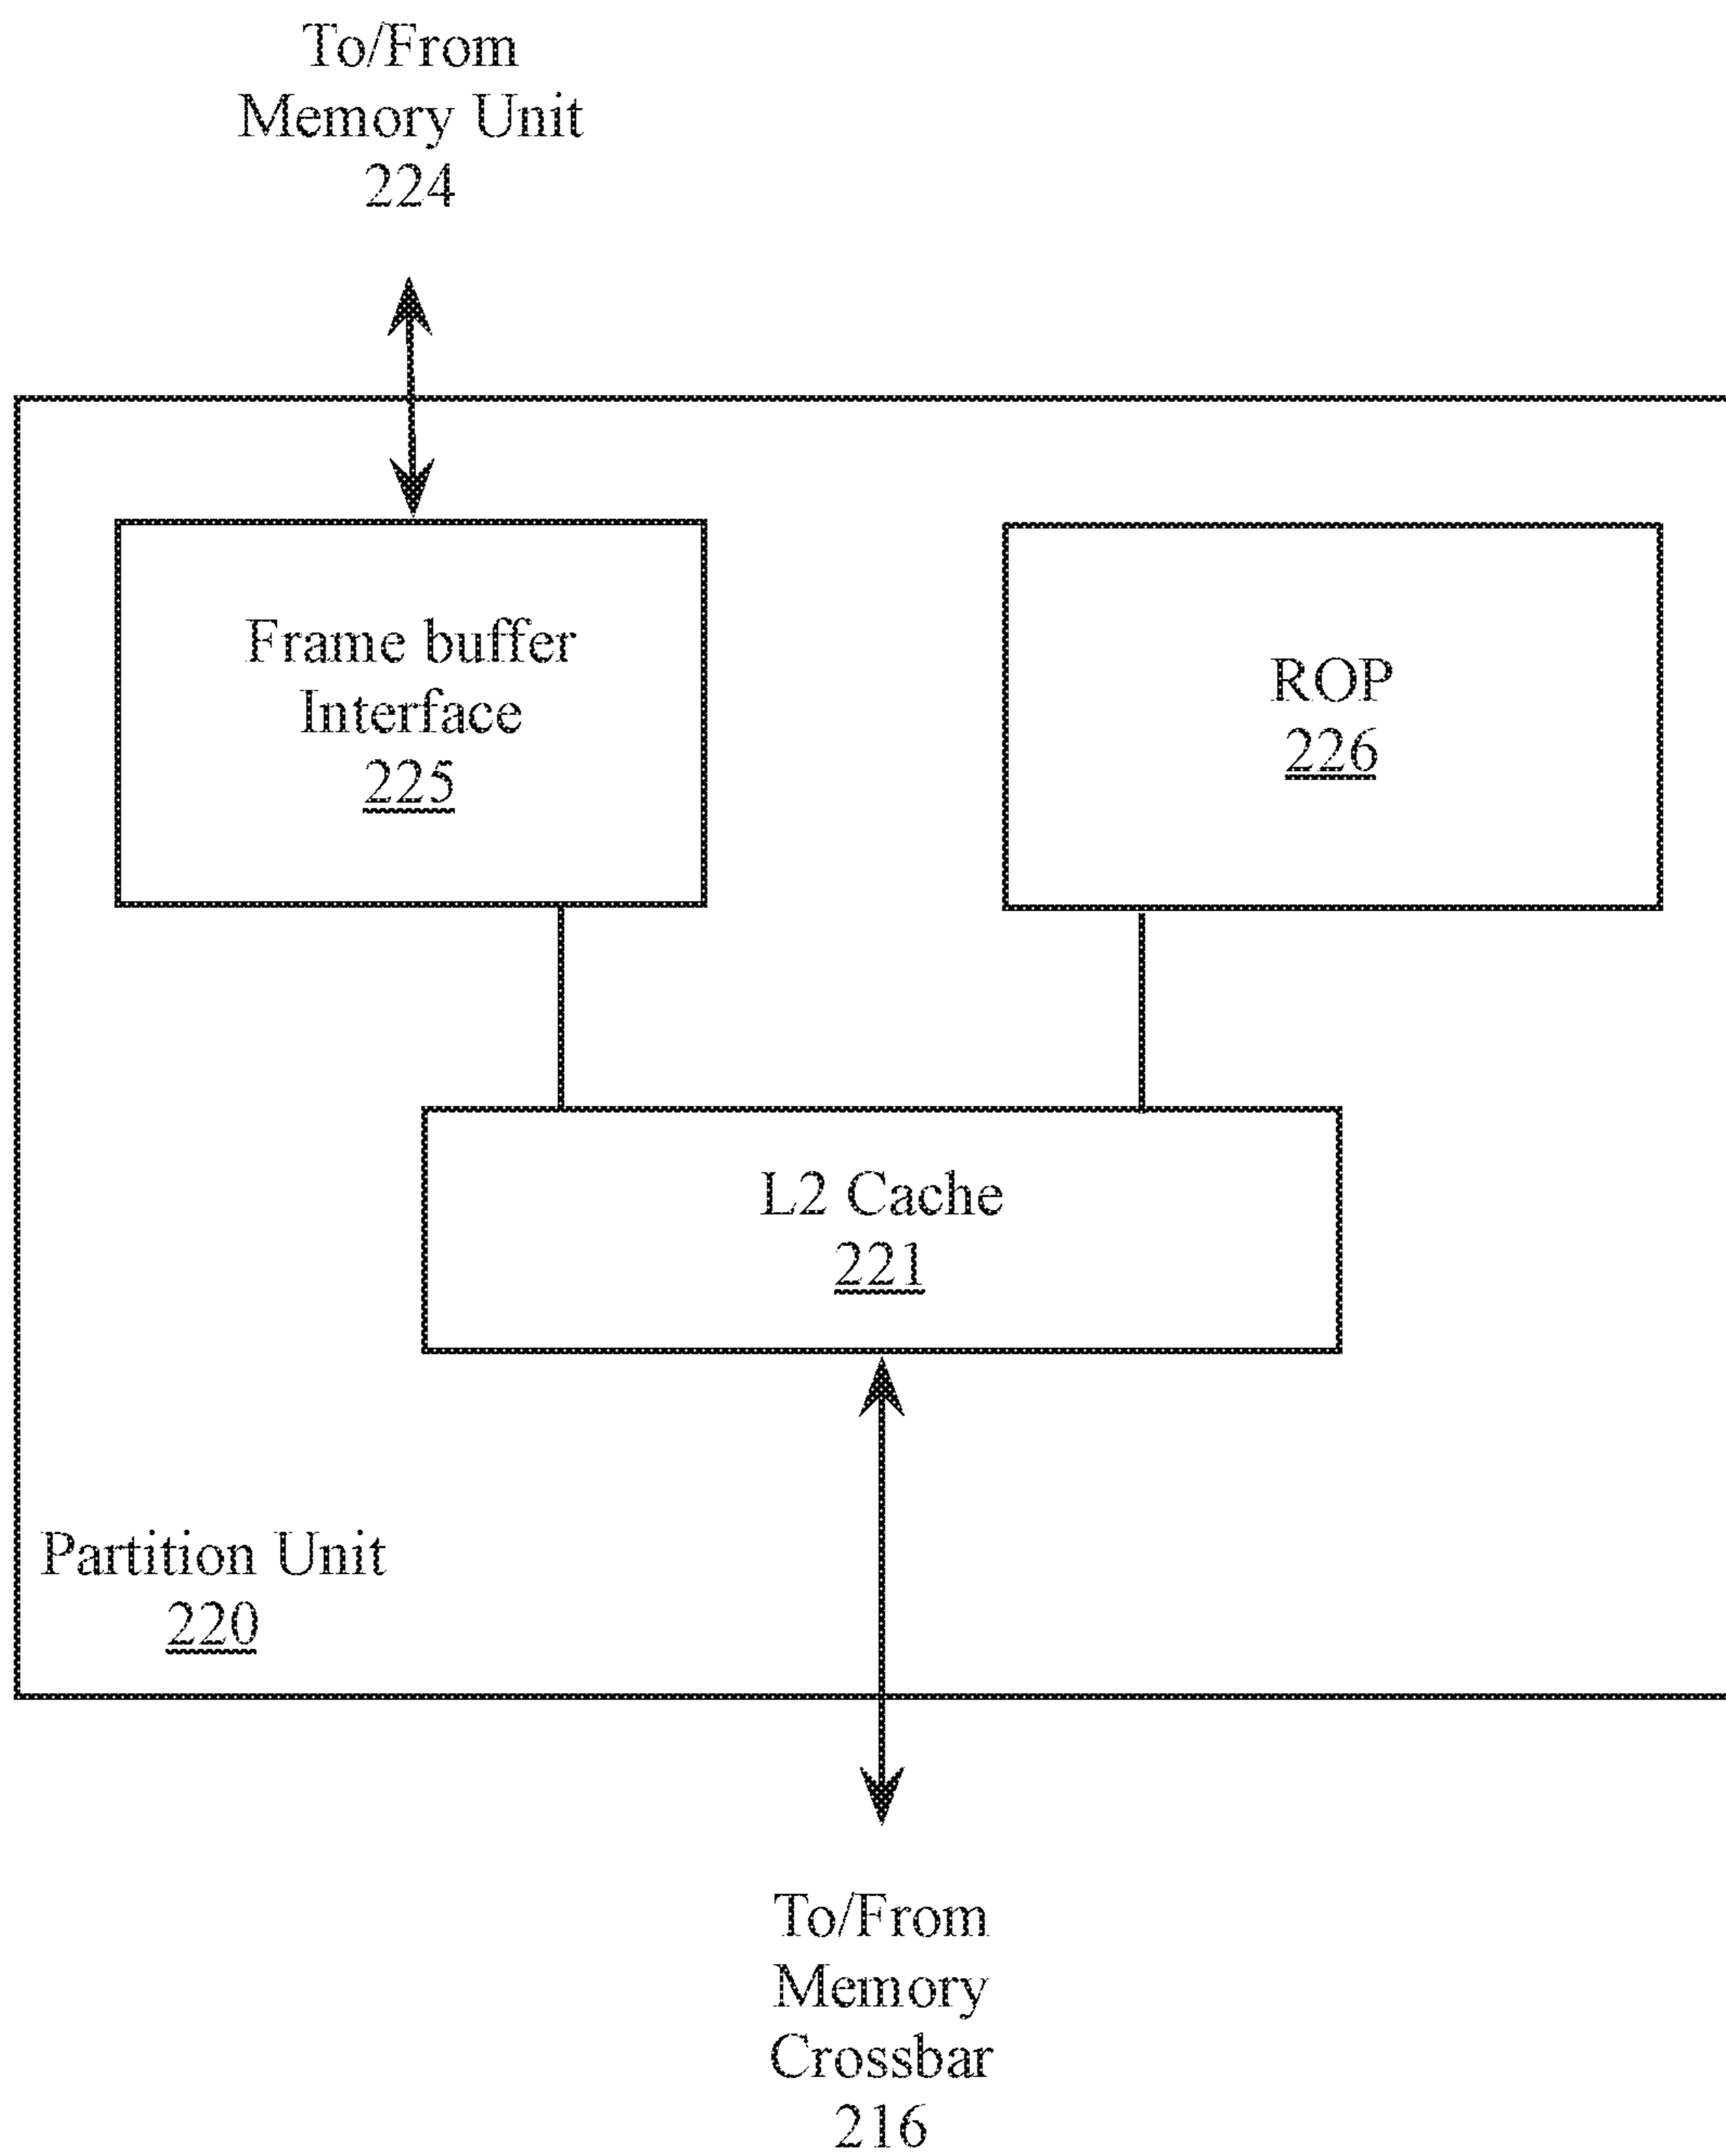 To/From
Memory Unit
224
Frame buffer
Interface
225
ROP
226
L2 Cache
221
Partition Unit
220
To/From
Memory
Crossbar
216